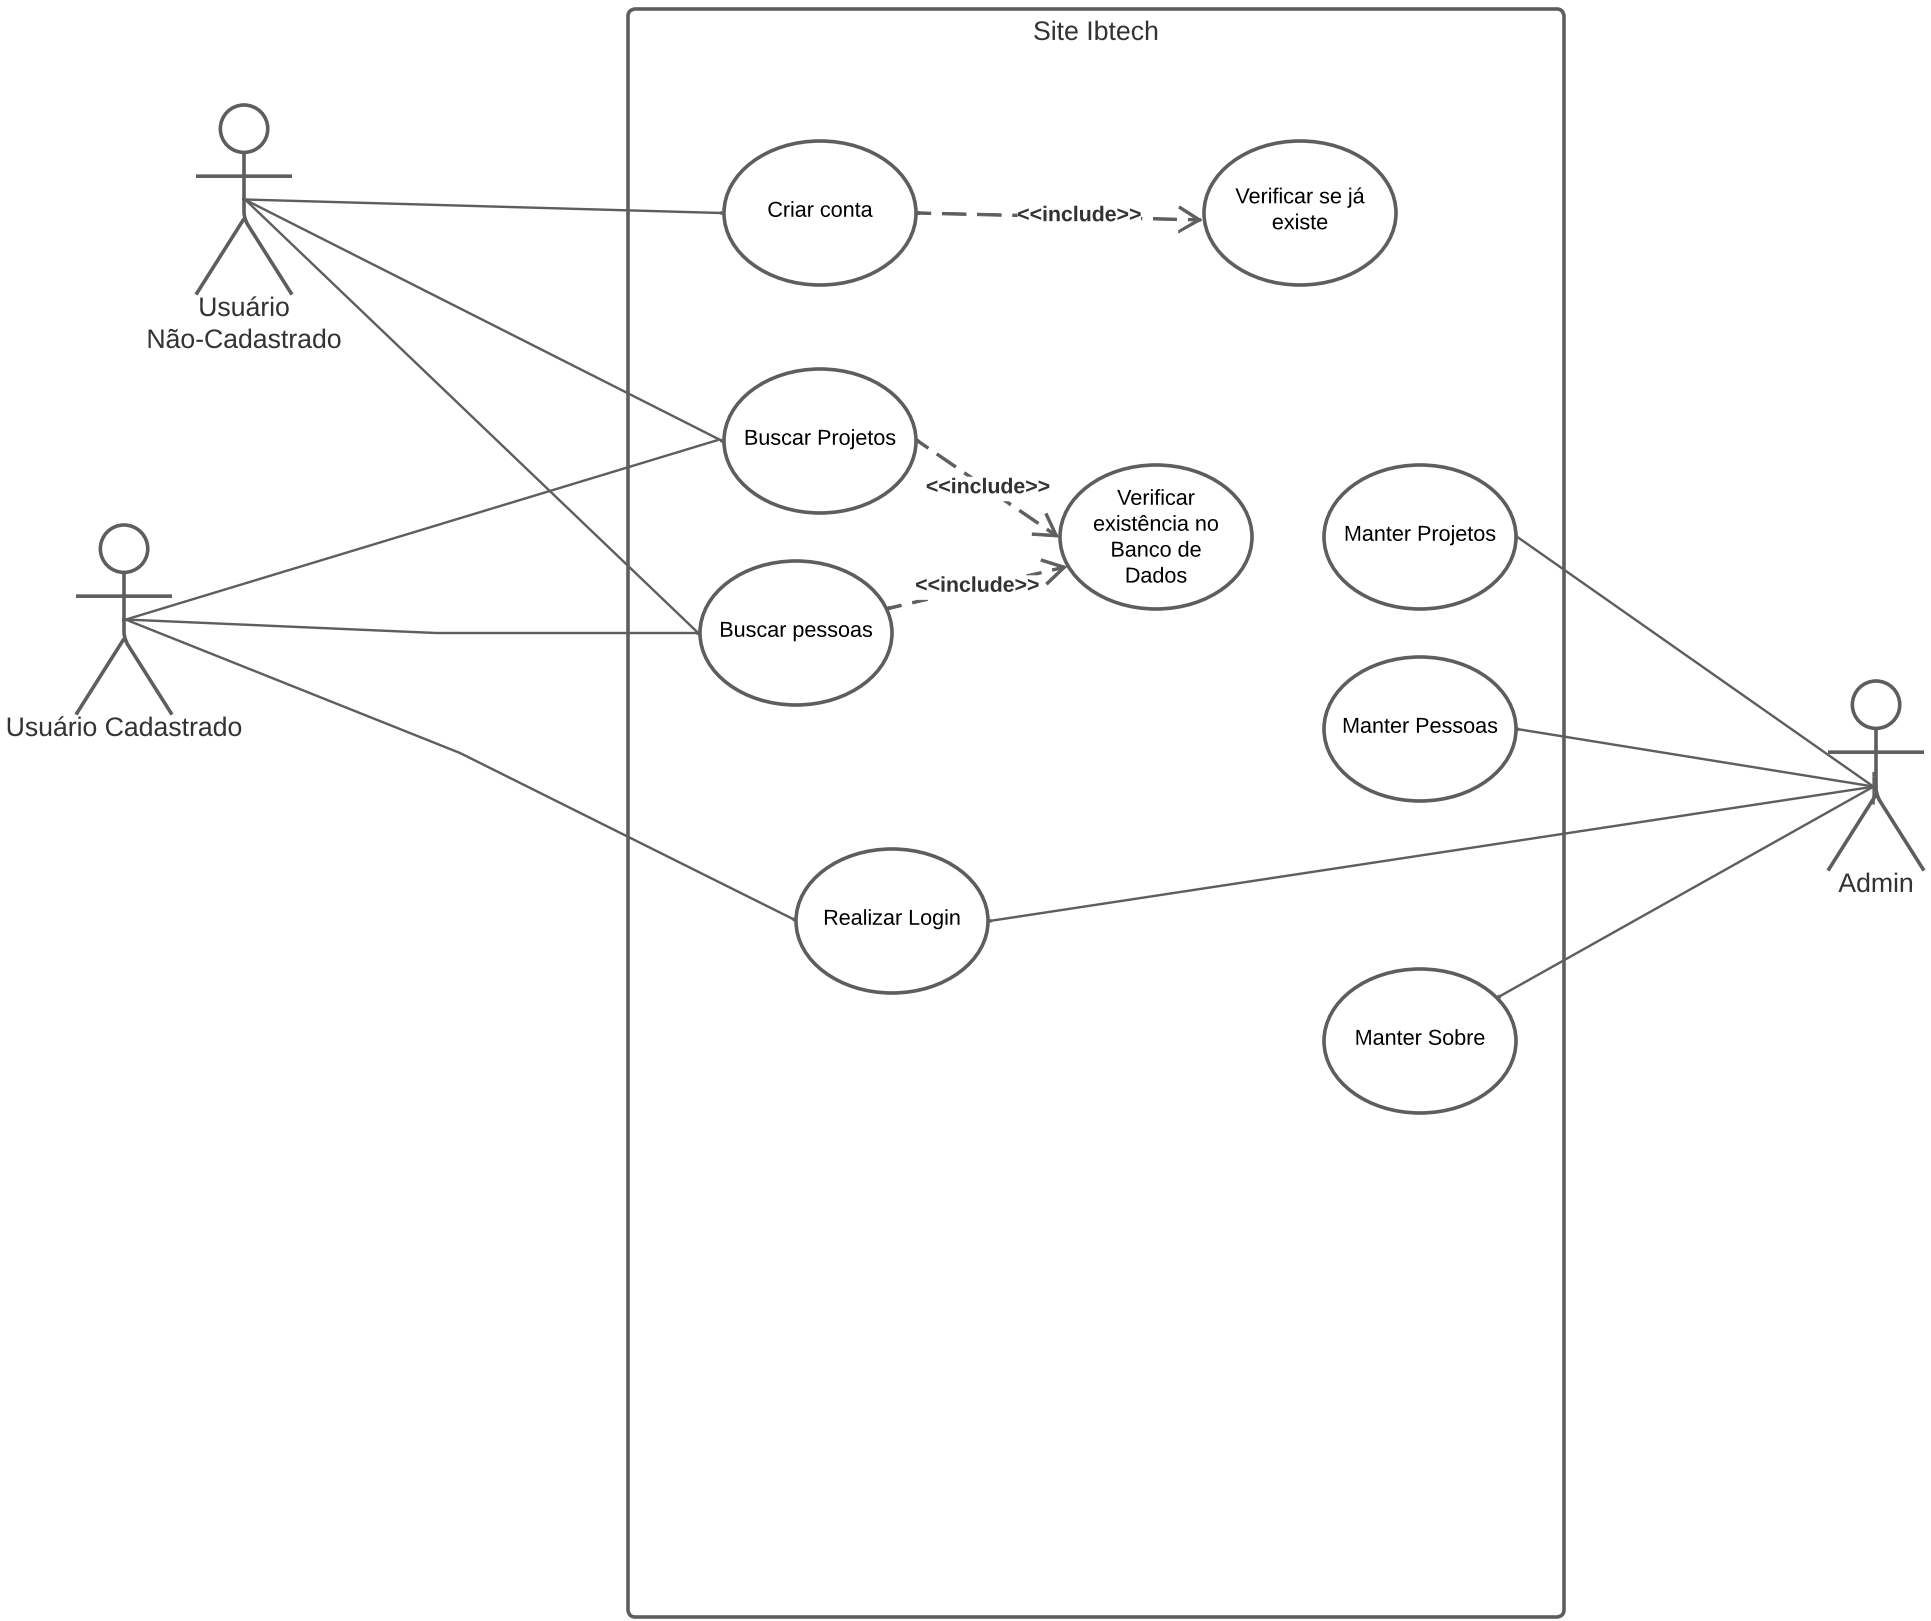 Site Ibtech
Criar conta
<<include>>
Verificar se já
existe
Usuário
Não-Cadastrado
Buscar Projetos
<<include>>
Verificar
existência no
Banco de
Dados
Manter Projetos
<<include>>
Buscar pessoas
Usuário Cadastrado
Manter Pessoas
Admin
Realizar Login
Manter Sobre